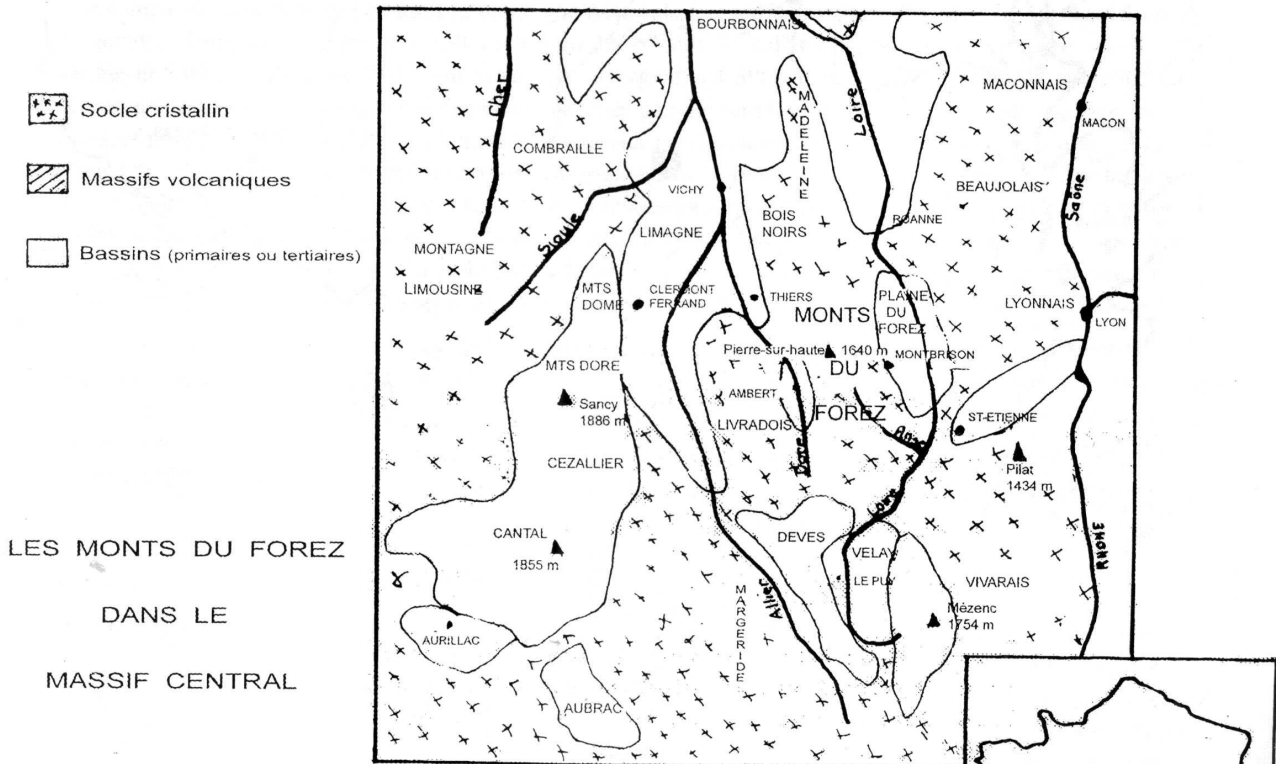 Socle cristallin
Massifs volcaniques
Bassins (primaires ou tertiaires)
LES MONTS DU FOREZ
DANS LE
MASSIF CENTRAL
BOURBONNAIS
Cher
Loire
MADELEINE
MACONNAIS
MACON
COMBRAILLE
VICHY
BEAUJOLAIS
Saône
BOIS
NOIRS
ROANNE
Sioule
LIMAGNE
MONTAGNE
LIMOUSINE
MTS
DOME
CLERMONT
FERRAND
THIERS
PLAINE
DU
FOREZ
LYONNAIS
LYON
MONTS
DU
FOREZ
Pierre-sur-haute 1640 m
MONTBRISON
MTS DORE
Sancy
1886 m
AMBERT
LIVRADOIS
Dore
ST-ETIENNE
Pilat
1434 m
CEZALLIER
Loire
DEVES
VELAY
LE PUY
CANTAL
1855 m
RHONE
VIVARAIS
Mézenc
1754 m
Allier
MARGERIDE
AURILLAC
AUBRAC